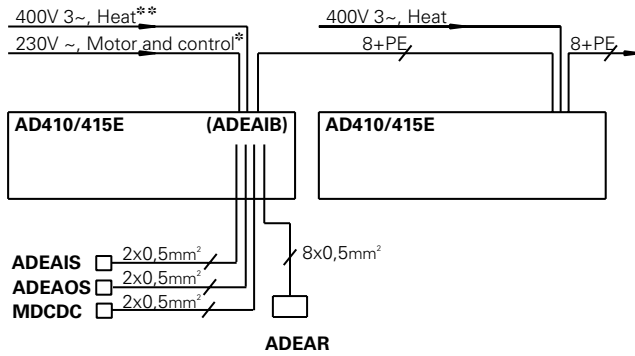 400V 3~, Heat**
400V 3~, Heat
230V ~, Motor and control*
8+PE
8+PE
AD410/415E (ADEAIB)
AD410/415E
ADEAIS 2x0,5mm²
8x0,5mm²
ADEAOS 2x0,5mm²
MDCDC 2x0,5mm²
ADEAR